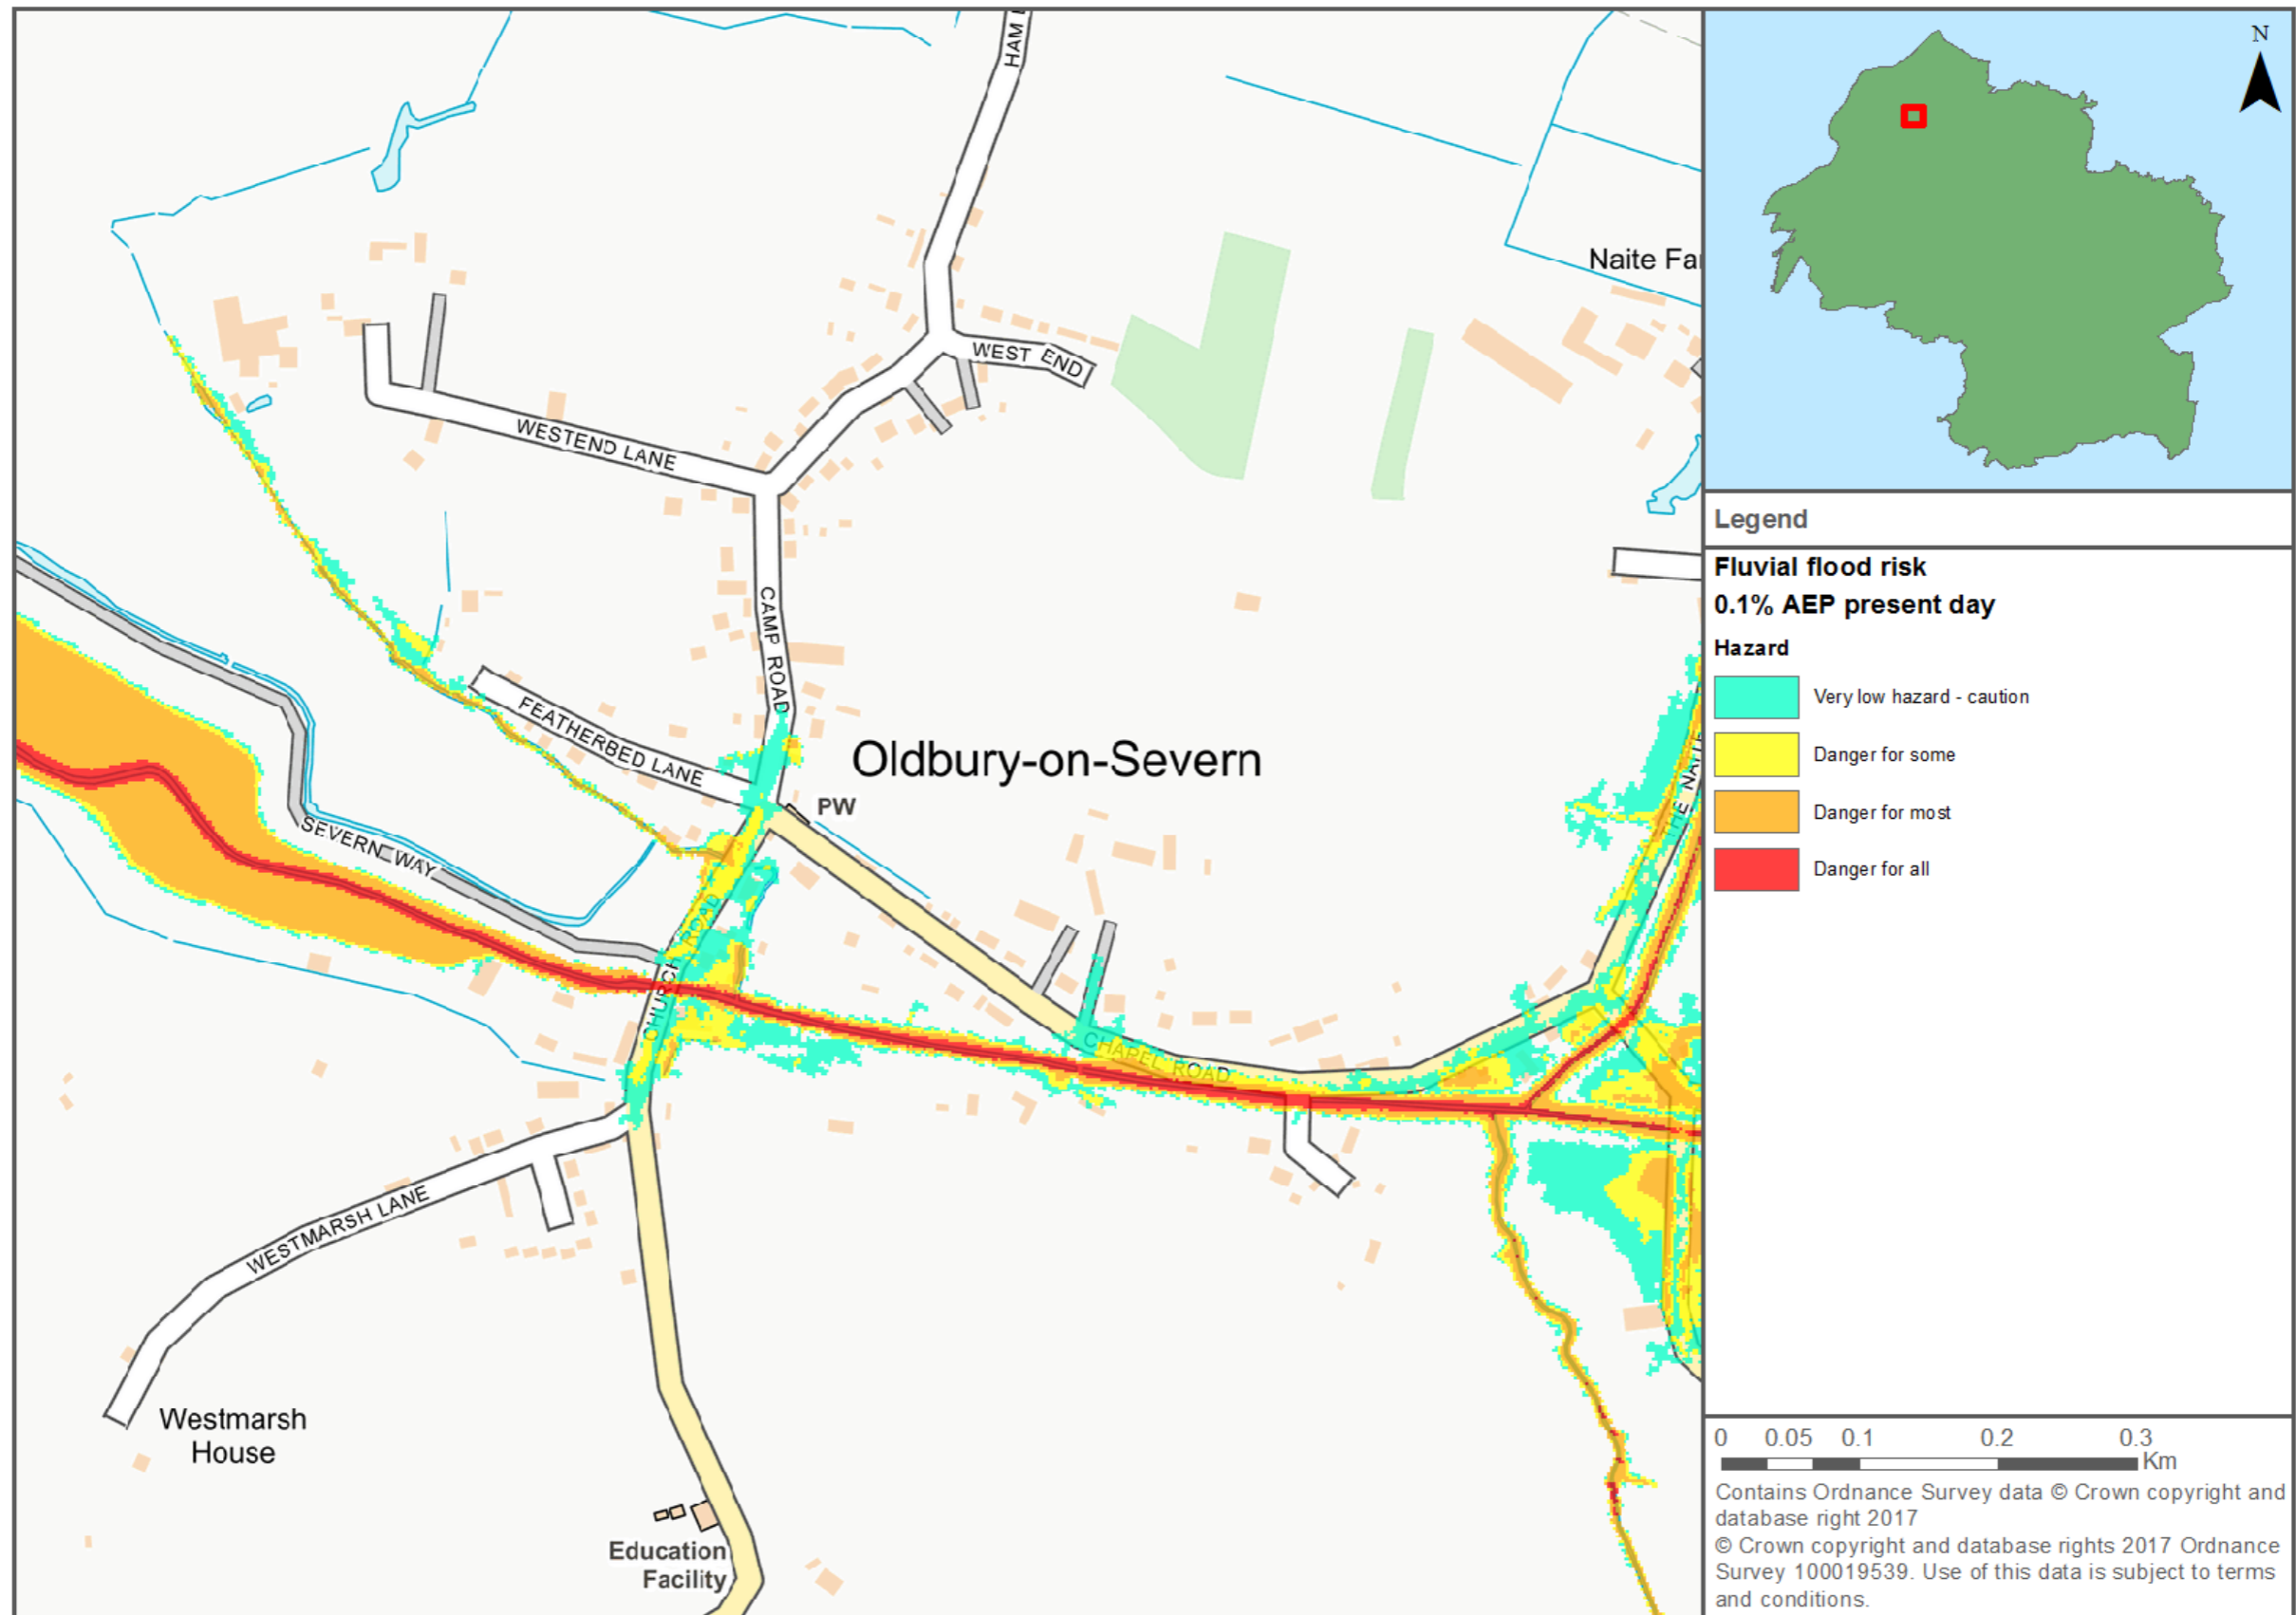 HAM
N
Naite Fa
WEST END
WESTEND LANE
CAMP ROAD
FEATHERBED LANE
Oldbury-on-Severn
PW
THE NAITE
SEVERN WAY
CHURCH ROAD
CHAPEL ROAD
WESTMARSH LANE
Westmarsh
House
Education
Facility
Legend
Fluvial flood risk
0.1% AEP present day
Hazard
Very low hazard - caution
Danger for some
Danger for most
Danger for all
0 0.05 0.1 0.2 0.3
Km
Contains Ordnance Survey data © Crown copyright and
database right 2017
© Crown copyright and database rights 2017 Ordnance
Survey 100019539. Use of this data is subject to terms
and conditions.